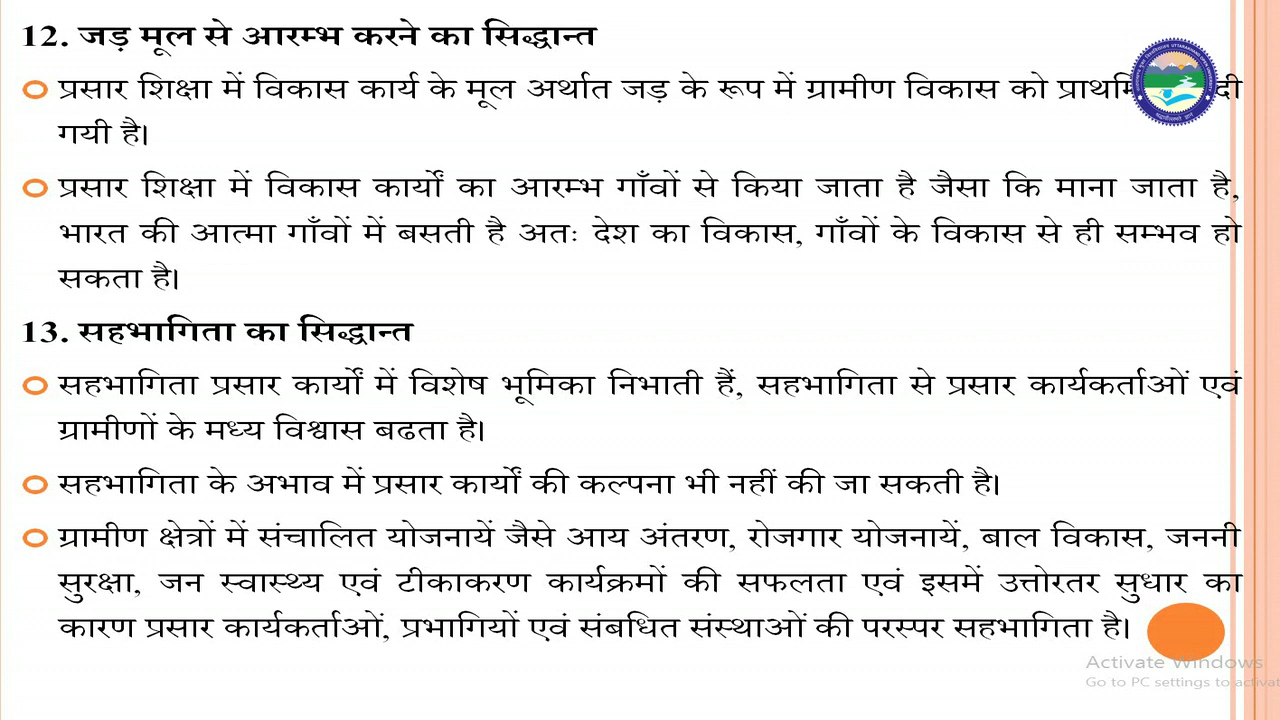 12. जड़ मूल से आरम्भ करने का सिद्धान्त
प्रसार शिक्षा में विकास कार्य के मूल अर्थात जड़ के रूप में ग्रामीण विकास को दी
गयी है।
प्रसार शिक्षा में विकास कार्यों का आरम्भ गाँवों से किया जाता है जैसा कि माना जाता है,
भारत की आत्मा गाँवों में बसती है अतः देश का विकास, गाँवों के विकास से ही सम्भव हो
सकता है।
13. सहभागिता का सिद्धान्त
सहभागिता प्रसार कार्यों में विशेष भूमिका निभाती हैं, सहभागिता से प्रसार कार्यकर्ताओं एवं
ग्रामीणों के मध्य विश्वास बढता है।
सहभागिता के अभाव में प्रसार कार्यों की कल्पना भी नहीं की जा सकती है।
ग्रामीण क्षेत्रों में संचालित योजनायें जैसे आय अंतरण, रोजगार योजनायें, बाल विकास, जननी
सुरक्षा, जन स्वास्थ्य एवं टीकाकरण कार्यक्रमों की सफलता एवं इसमें उत्तोरतर सुधार का
कारण प्रसार कार्यकर्ताओं, प्रभागियों एवं संबधित संस्थाओं की परस्पर सहभागिता है।
Activate Windows
Go to PC settings to activat